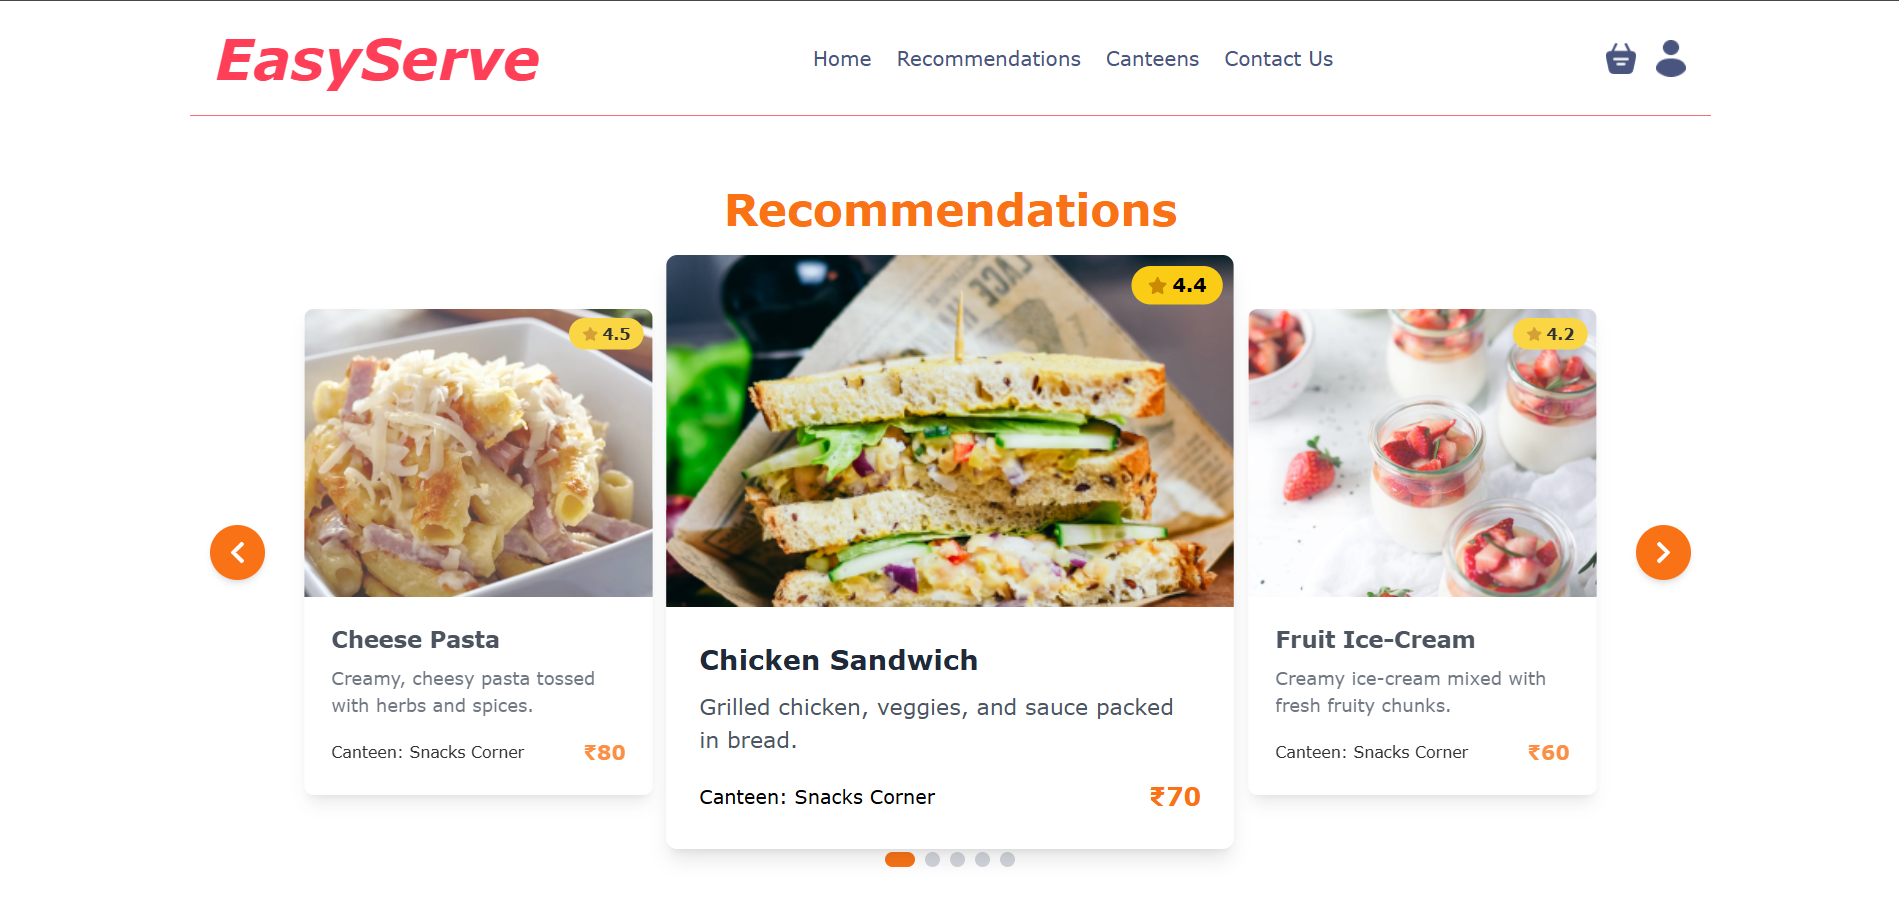 EasyServe
Home Recommendations Canteens Contact Us
Recommendations
4.5
Cheese Pasta
Creamy, cheesy pasta tossed
with herbs and spices.
Canteen: Snacks Corner ₹80
4.4
Chicken Sandwich
Grilled chicken, veggies, and sauce packed
in bread.
Canteen: Snacks Corner ₹70
4.2
Fruit Ice-Cream
Creamy ice-cream mixed with
fresh fruity chunks.
Canteen: Snacks Corner ₹60